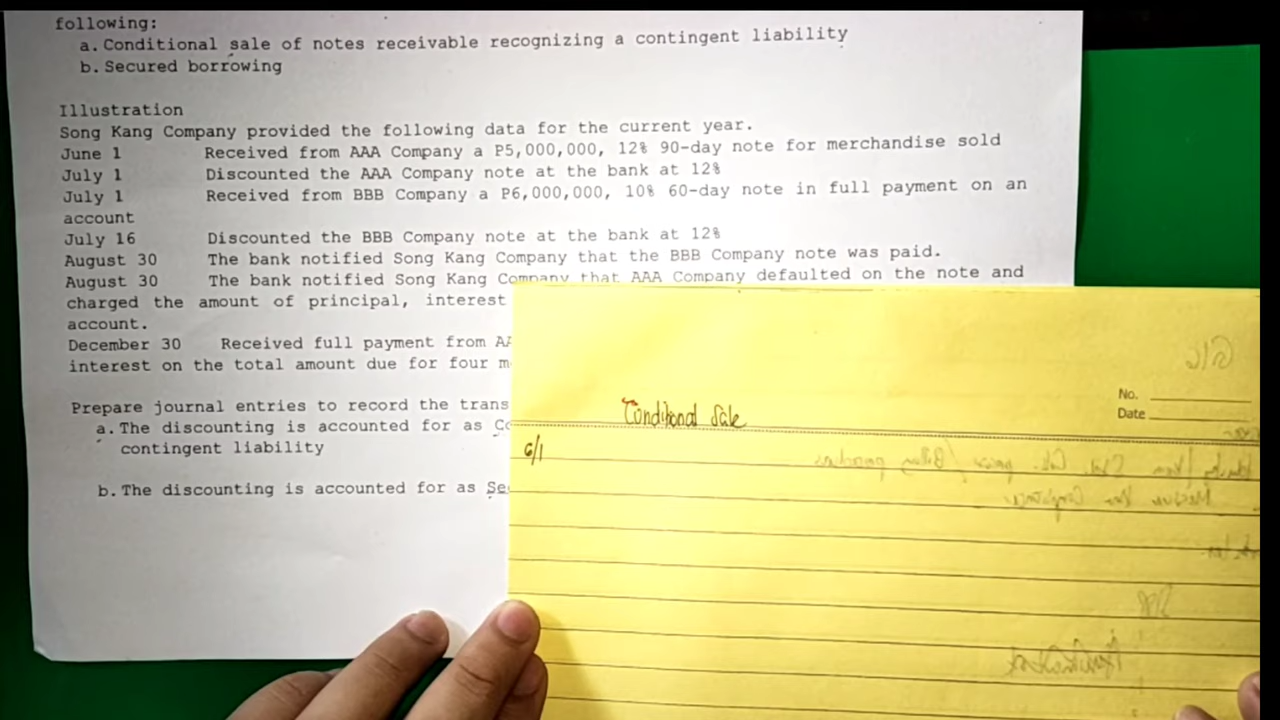 following:
a. Conditional sale of notes receivable recognizing a contingent liability
b. Secured borrowing
Illustration
Song Kang Company provided the following data for the current year.
June 1 Received from AAA Company a P5,000,000, 12% 90-day note for merchandise sold
July 1 Discounted the AAA Company note at the bank at 12%
July 1 Received from BBB Company a P6,000,000, 10% 60-day note in full payment on an
account
July 16 Discounted the BBB Company note at the bank at 12%
August 30 The bank notified Song Kang Company that the BBB Company note was paid.
August 30 The bank notified Song Kang Company that AAA Company defaulted on the note and
charged the amount of principal, interest
account.
December 30 Received full payment from
interest on the total amount due for four
Prepare journal entries to record the
a. The discounting is accounted for as
contingent liability
b. The discounting is accounted for as
No.
Date
Conditional Sale
6/1